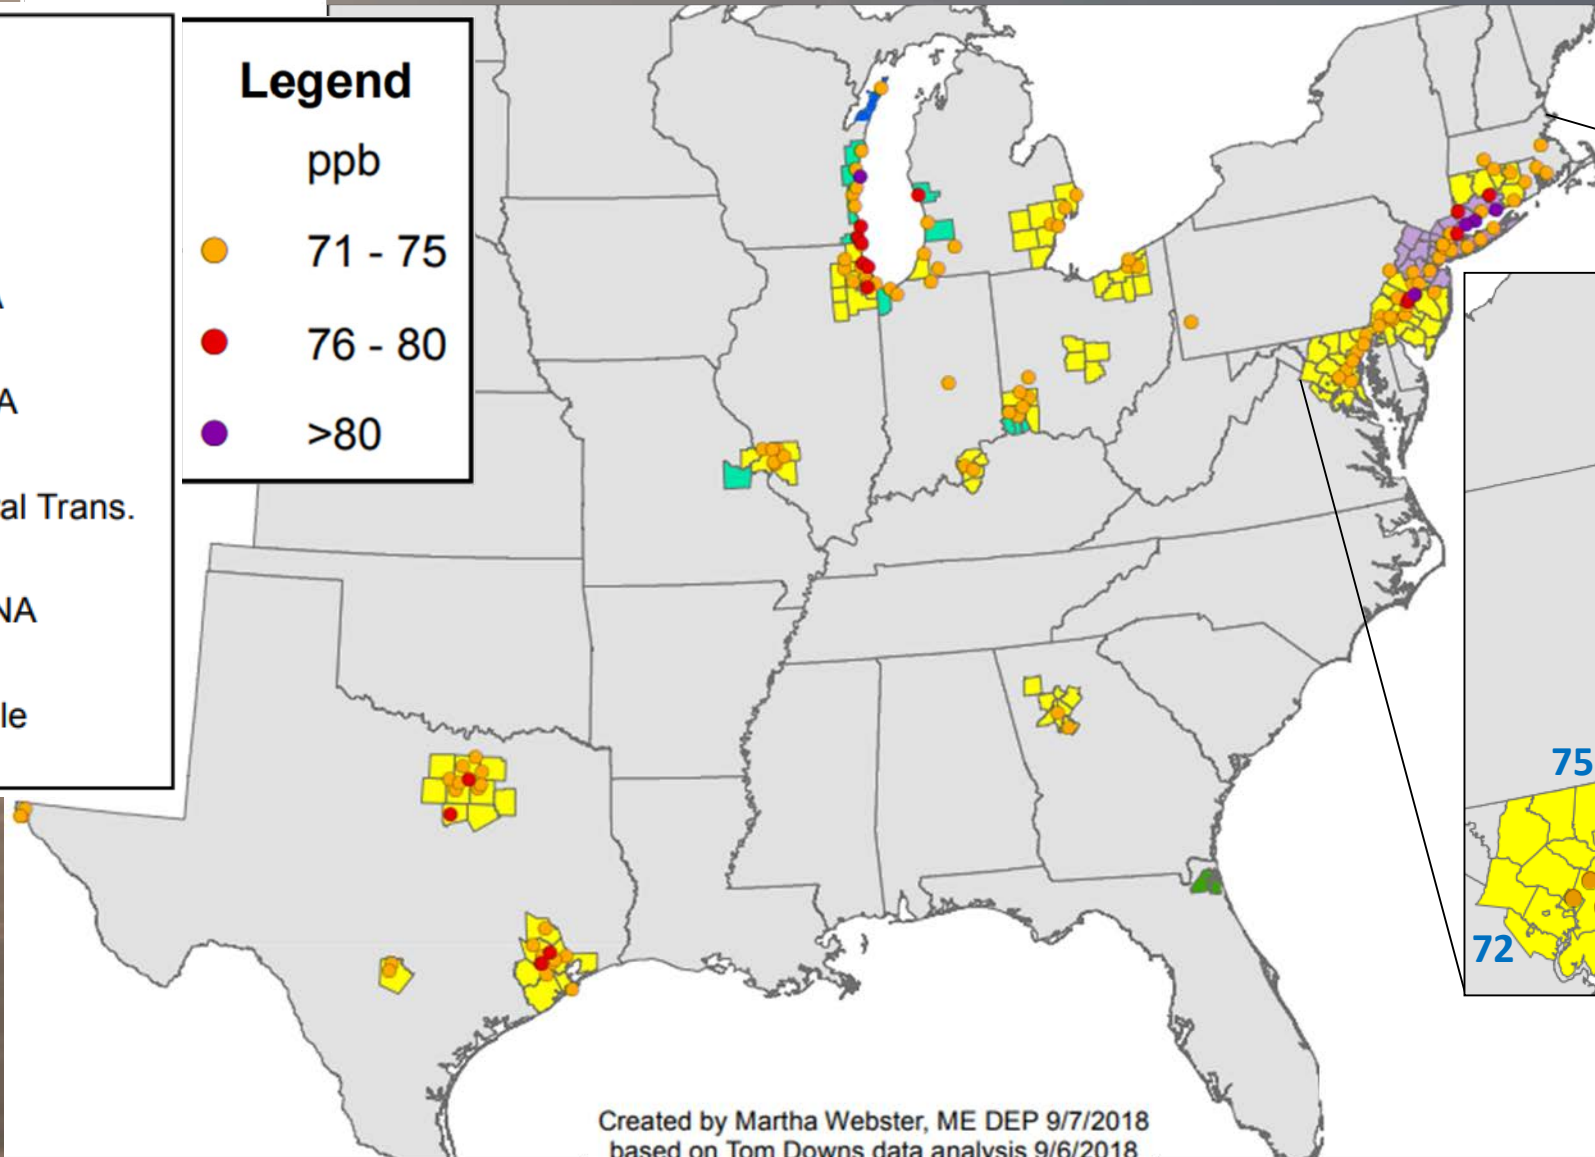 A
A
al Trans.
NA
le
Legend
ppb
71 - 75
76 - 80
>80
75
72
Created by Martha Webster, ME DEP 9/7/2018
based on Tom Downs data analysis 9/6/2018